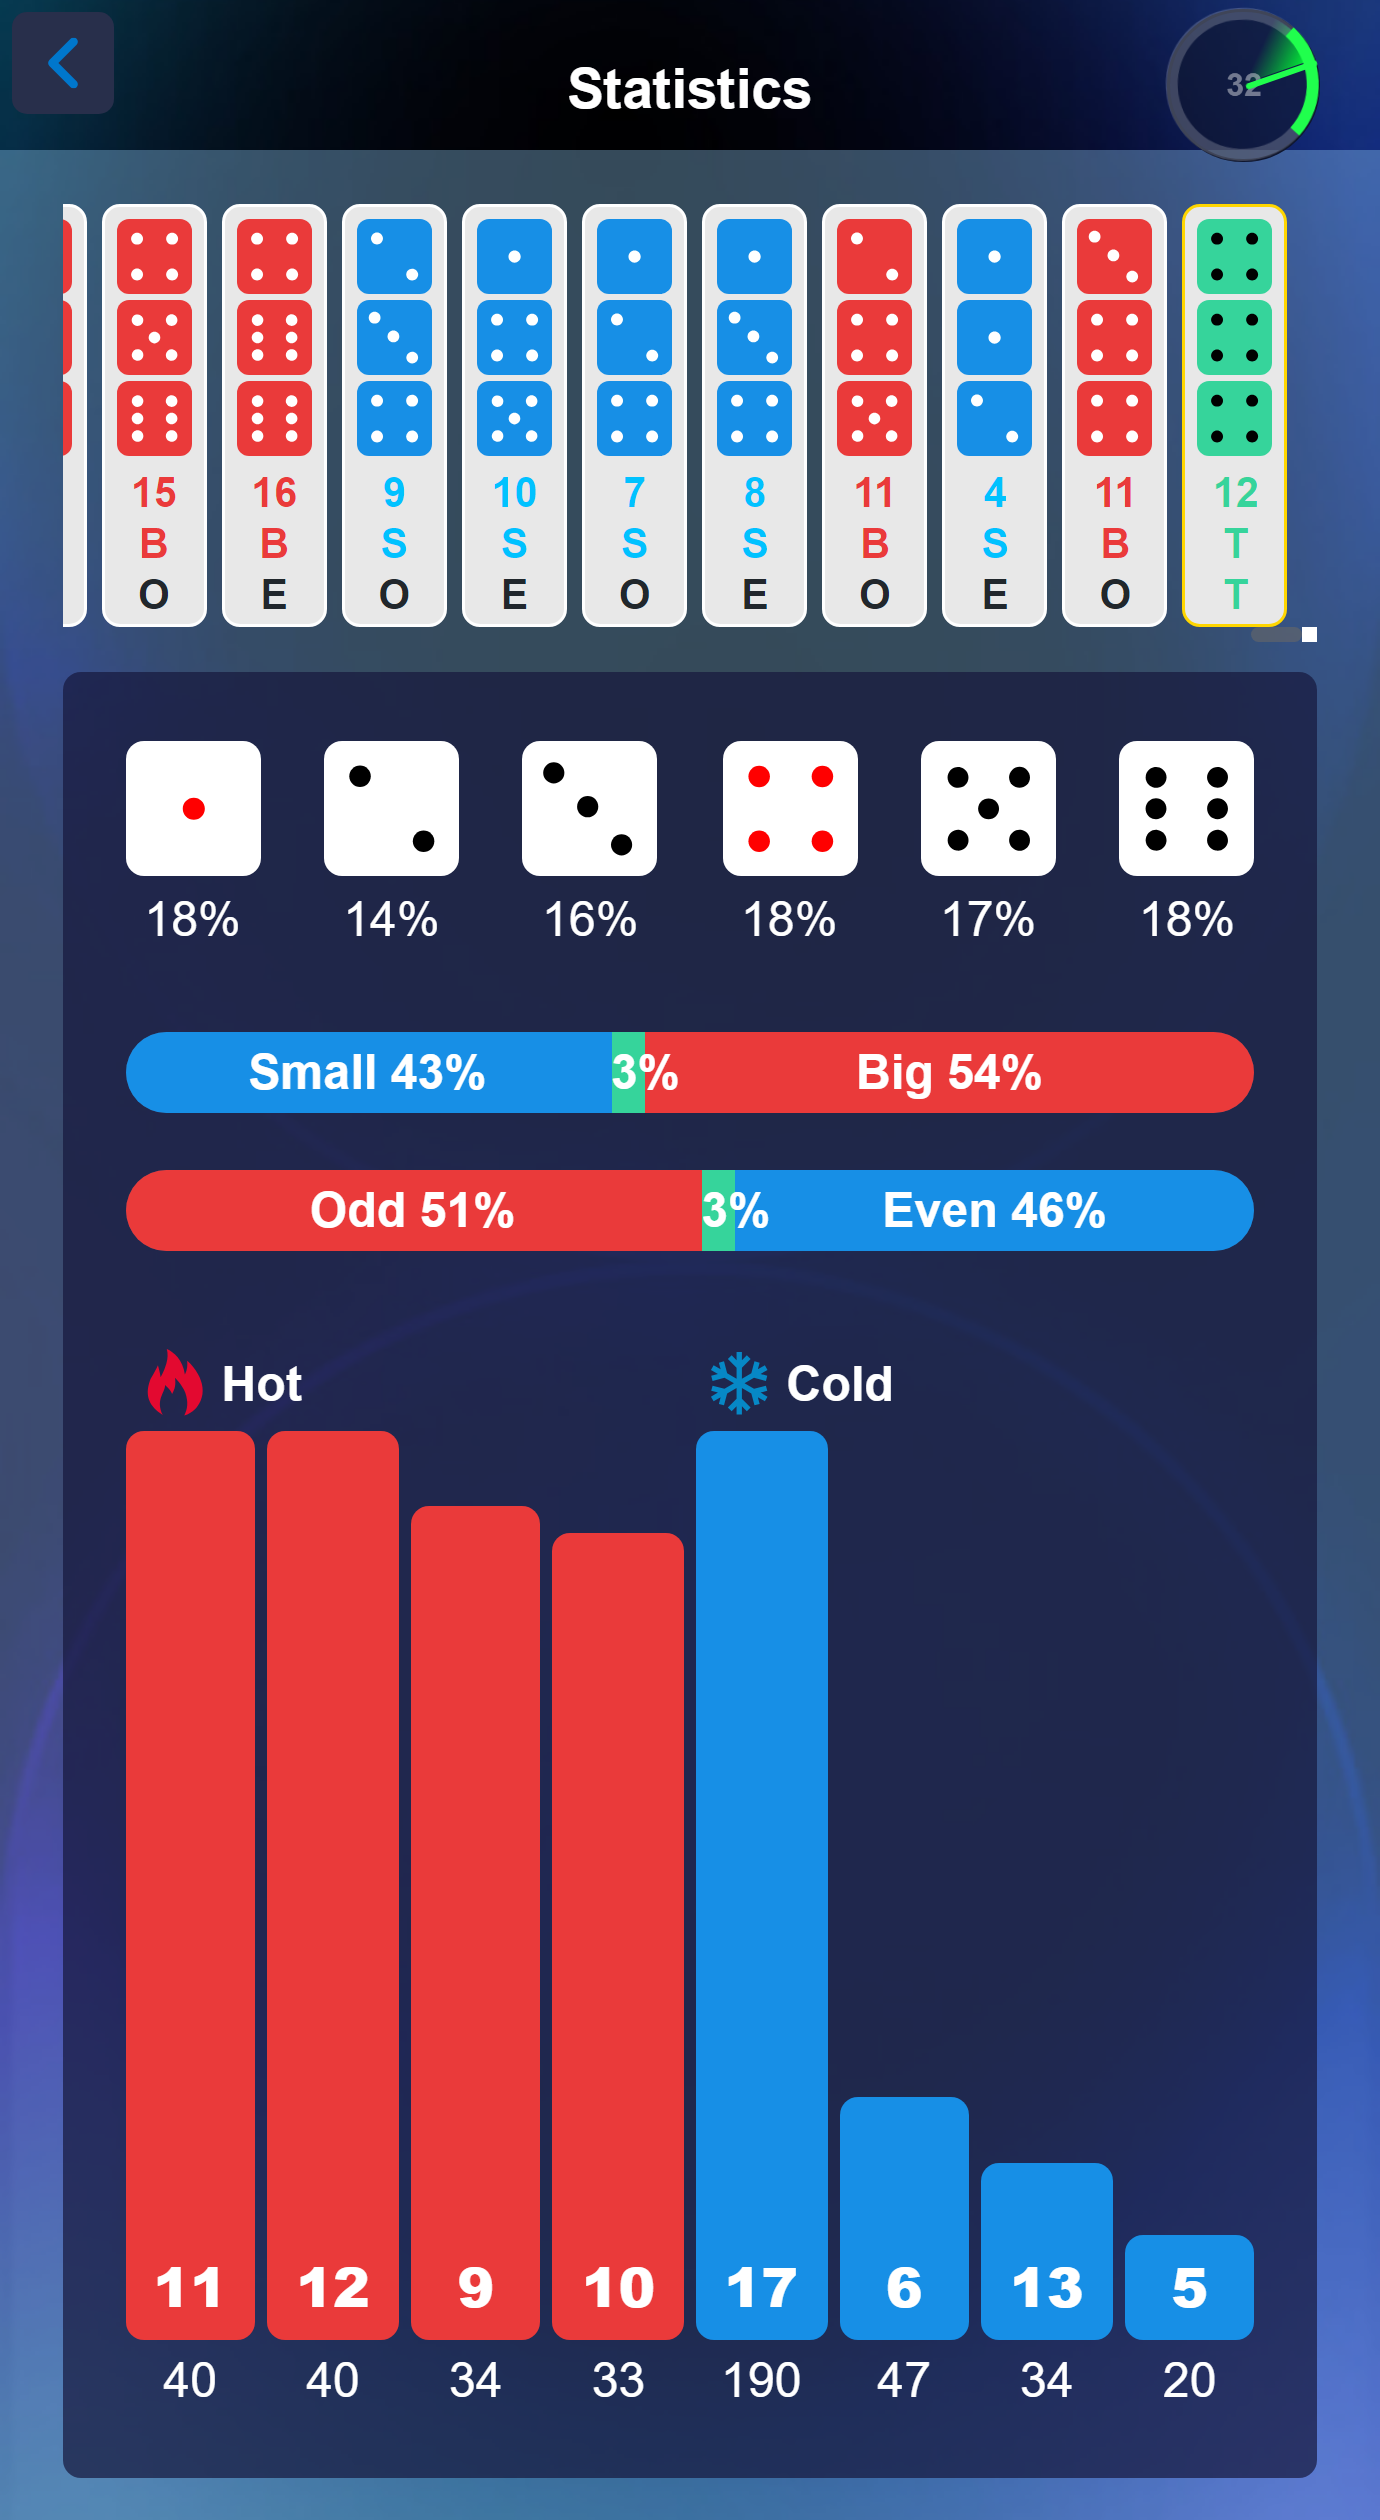 Statistics
32
15 16 9 10 7 8 11 4 11 12
B B S S S S B S B T
O E O E O E O E O T
18% 14% 16% 18% 17% 18%
Small 43% 3% Big 54%
Odd 51% 3% Even 46%
Hot Cold
11 12 9 10 17 6 13 5
40 40 34 33 190 47 34 20